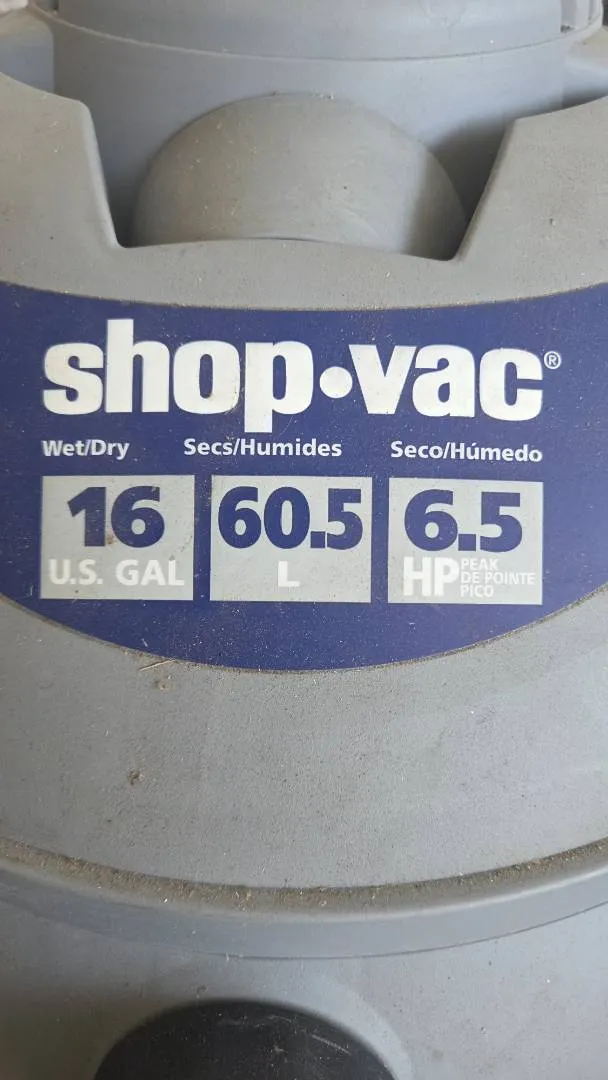 shop•vac®
Wet/Dry Secs/Humides Seco/Húmedo
16 60.5 6.5
U.S. GAL L HP PEAK
DE POINTE
PICO